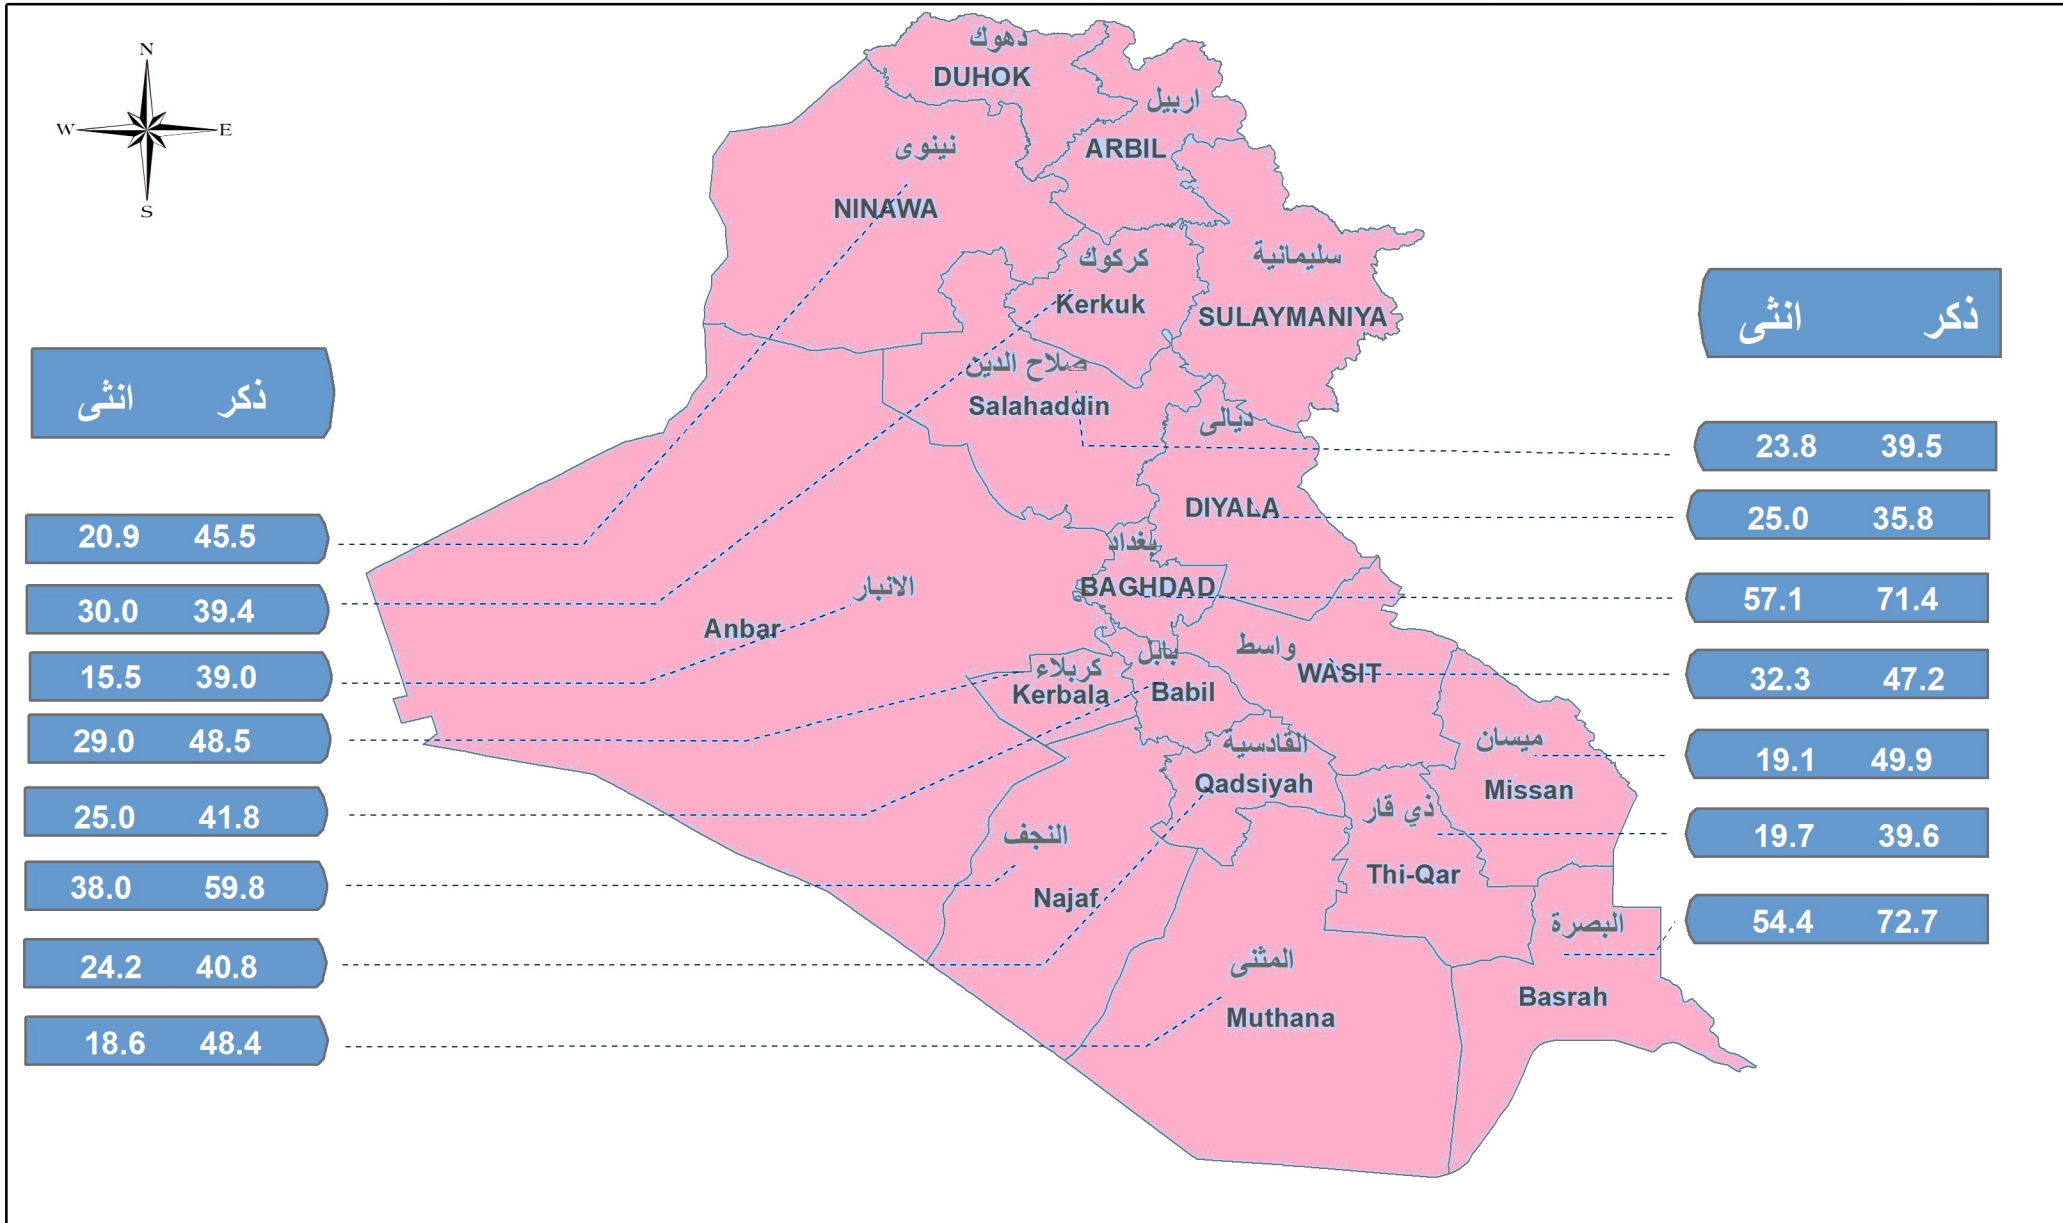 N
W E
S
دهوك
DUHOK
اربيل
ARBIL
نينوى
NINAWA
كركوك
Kerkuk
سليمانية
SULAYMANIYA
صلاح الدين
Salahaddin
ديالى
DIYALA
بغداد
BAGHDAD
الانبار
Anbar
كربلاء
Kerbala
بابل
Babil
واسط
WASIT
القادسية
Qadsiyah
ميسان
Missan
ذي قار
Thi-Qar
النجف
Najaf
المثنى
Muthana
البصرة
Basrah
ذكر انثى
20.9 45.5
30.0 39.4
15.5 39.0
29.0 48.5
25.0 41.8
38.0 59.8
24.2 40.8
18.6 48.4
ذكر انثى
23.8 39.5
25.0 35.8
57.1 71.4
32.3 47.2
19.1 49.9
19.7 39.6
54.4 72.7